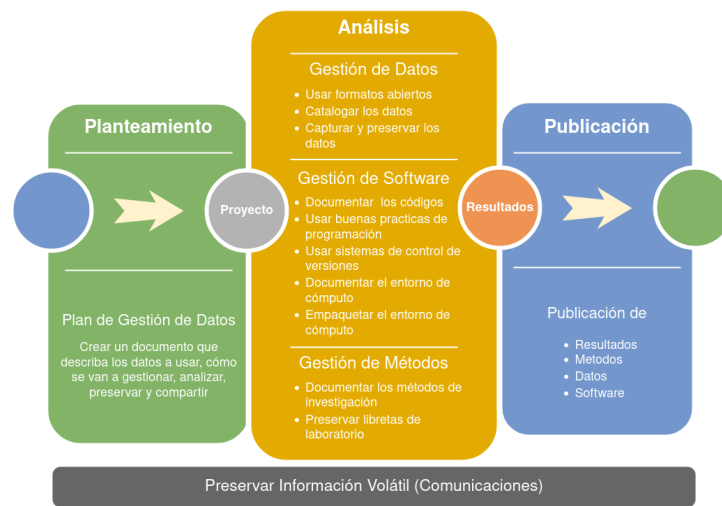 Planteamiento
Proyecto
Plan de Gestión de Datos
Crear un documento que
describa los datos a usar, cómo
se van a gestionar, analizar,
preservar y compartir
Análisis
Gestión de Datos
• Usar formatos abiertos
• Catalogar los datos
• Capturar y preservar los
datos
Gestión de Software
• Documentar los códigos
• Usar buenas practicas de
programación
• Usar sistemas de control de
versiones
• Documentar el entorno de
cómputo
• Empaquetar el entorno de
cómputo
Gestión de Métodos
• Documentar los métodos de
investigación
• Preservar libretas de
laboratorio
Publicación
Resultados
Publicación de
• Resultados
• Metodos
• Datos
• Software
Preservar Información Volátil (Comunicaciones)